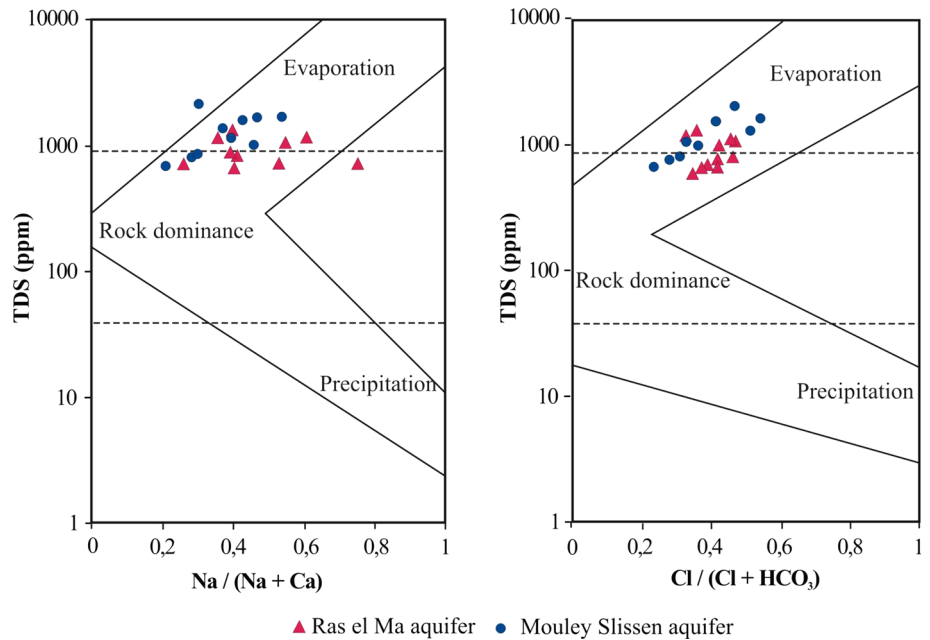 10000
1000
100
10
1
TDS (ppm)
Evaporation
Rock dominance
Precipitation
0
0,2
0,4
0,6
0,8
1
Na / (Na + Ca)
10000
1000
100
10
1
TDS (ppm)
Evaporation
Rock dominance
Precipitation
0
0,2
0,4
0,6
0,8
1
Cl / (Cl + HCO₃)
Ras el Ma aquifer
Mouley Slissen aquifer